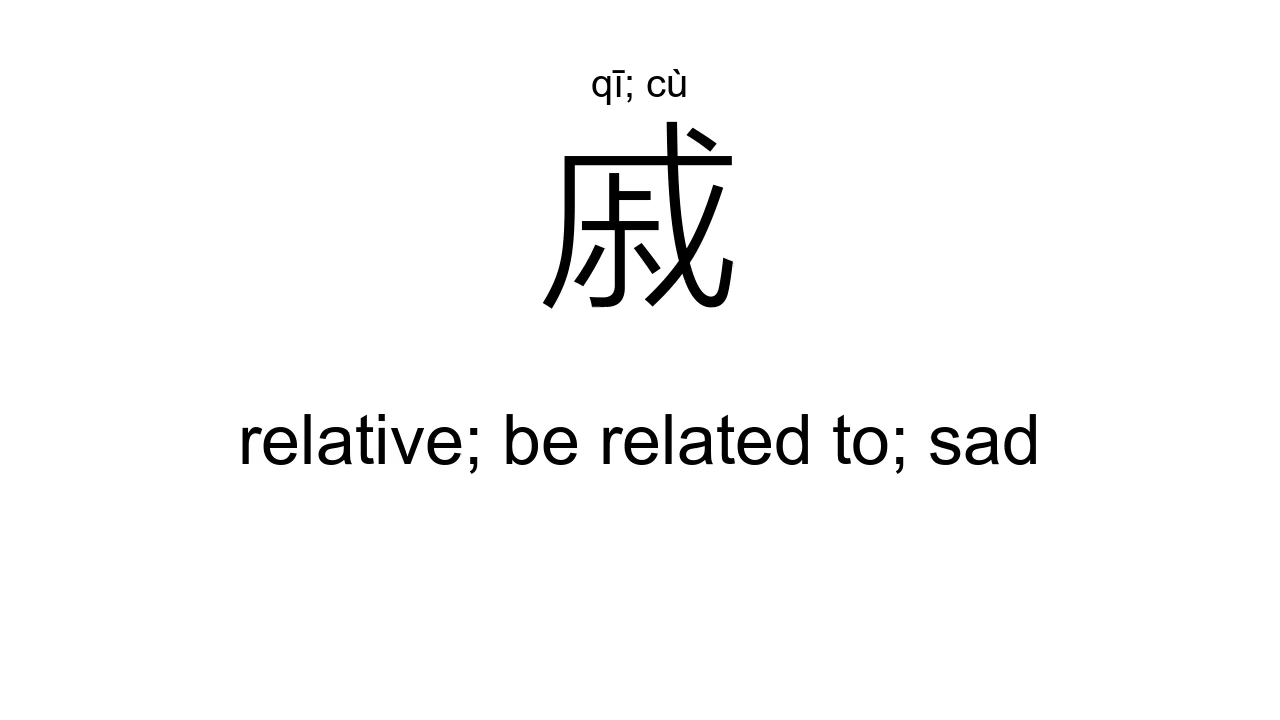 qī; cù
戚
relative; be related to; sad